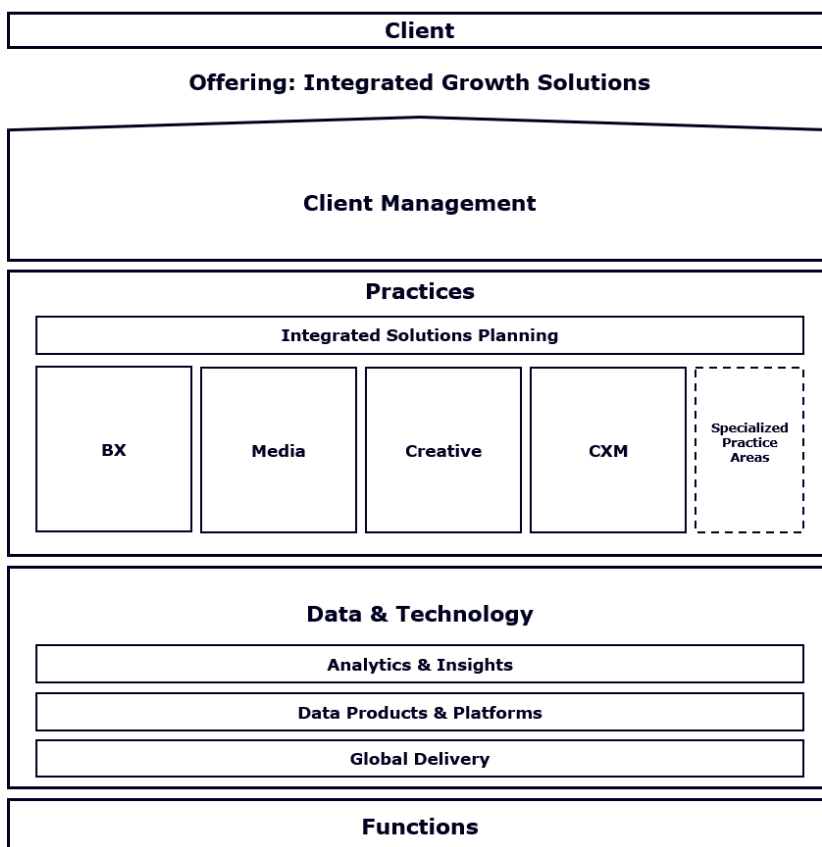 Client
Offering: Integrated Growth Solutions
Client Management
Practices
Integrated Solutions Planning
BX
Media
Creative
CXM
Specialized
Practice
Areas
Data & Technology
Analytics & Insights
Data Products & Platforms
Global Delivery
Functions